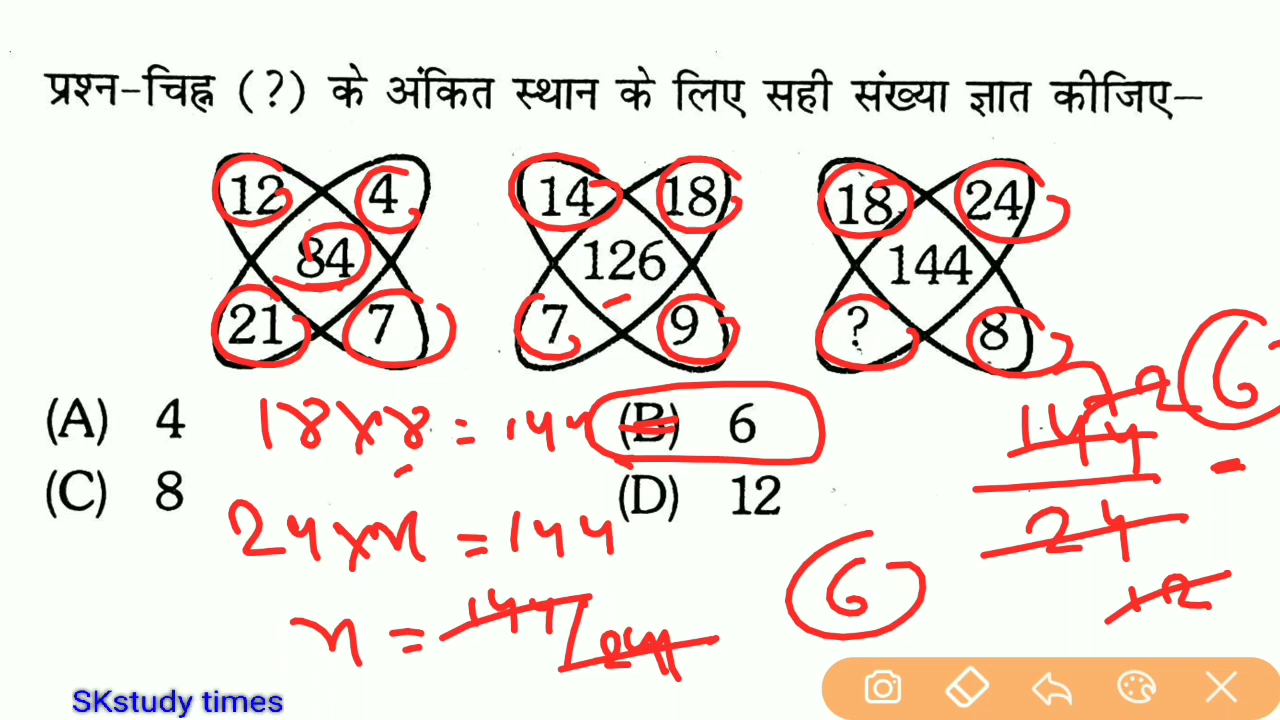 प्रश्न-चिह्न (?) के अंकित स्थान के लिए सही संख्या ज्ञात कीजिए–
12 4 14 18 18 24
84 126 144
21 7 7 9 ? 8
(A) 4 (B) 6
(C) 8 (D) 12
18×8 = 144
24×x = 144
x = 144/24
6
144
24
12
6
SKstudy times